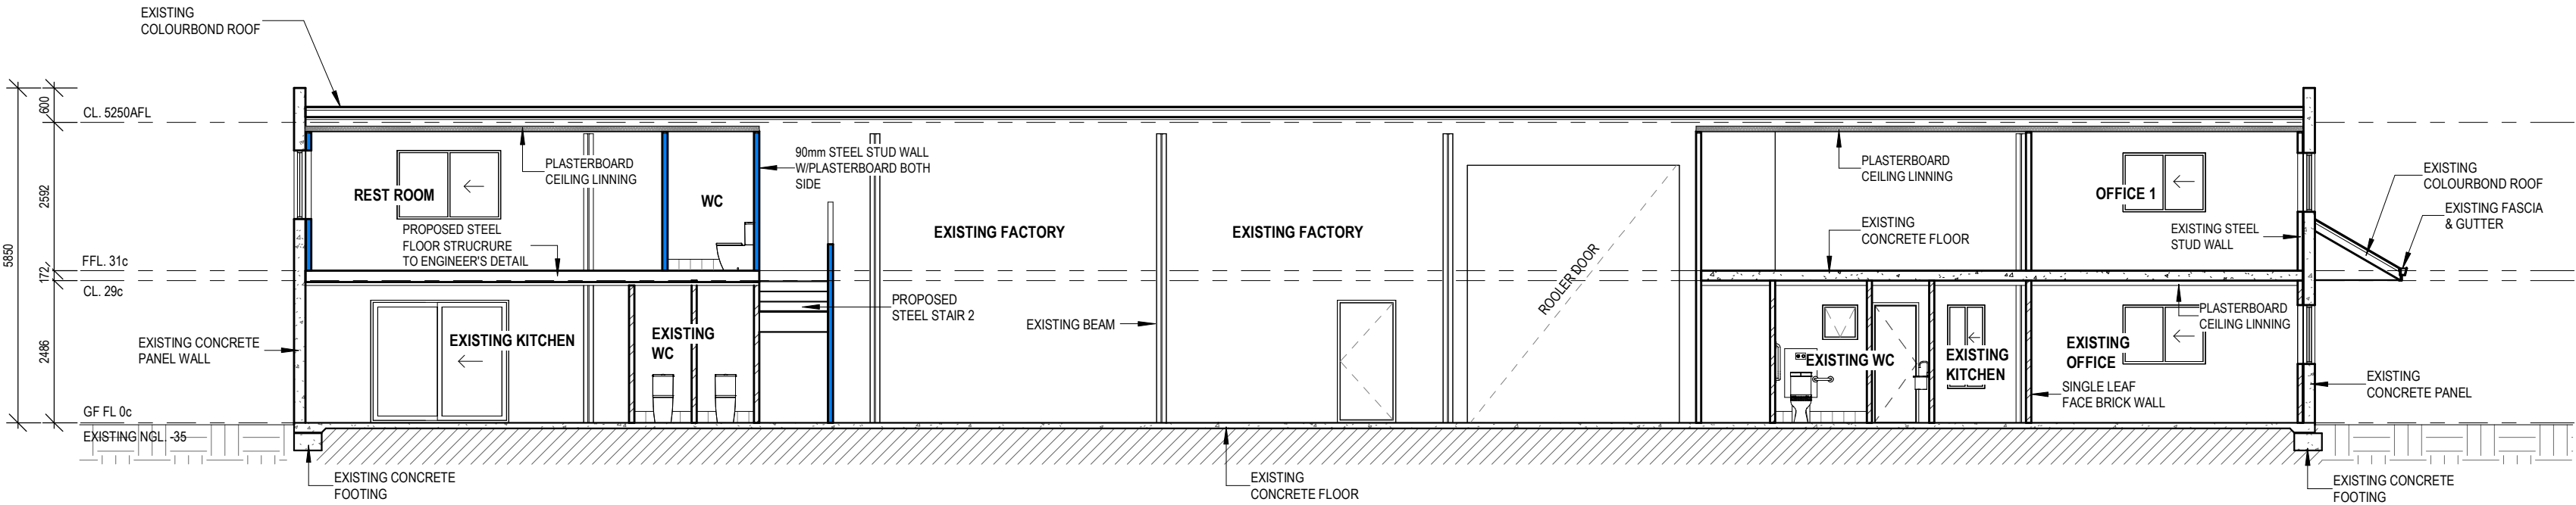 EXISTING
COLOURBOND ROOF
600
CL. 5250AFL
2592
5850
FFL. 31c
172
CL. 29c
2486
GF FL 0c
EXISTING NGL. -35
EXISTING CONCRETE
PANEL WALL
REST ROOM
PLASTERBOARD
CEILING LINNING
PROPOSED STEEL
FLOOR STRUCRURE
TO ENGINEER'S DETAIL
WC
90mm STEEL STUD WALL
W/PLASTERBOARD BOTH
SIDE
EXISTING KITCHEN
EXISTING
WC
PROPOSED
STEEL STAIR 2
EXISTING CONCRETE
FOOTING
EXISTING FACTORY
EXISTING BEAM
EXISTING FACTORY
EXISTING
CONCRETE FLOOR
ROOLER DOOR
PLASTERBOARD
CEILING LINNING
EXISTING
CONCRETE FLOOR
OFFICE 1
EXISTING STEEL
STUD WALL
EXISTING
COLOURBOND ROOF
EXISTING FASCIA
& GUTTER
PLASTERBOARD
CEILING LINNING
EXISTING WC
EXISTING
KITCHEN
EXISTING
OFFICE
SINGLE LEAF
FACE BRICK WALL
EXISTING
CONCRETE PANEL
EXISTING CONCRETE
FOOTING